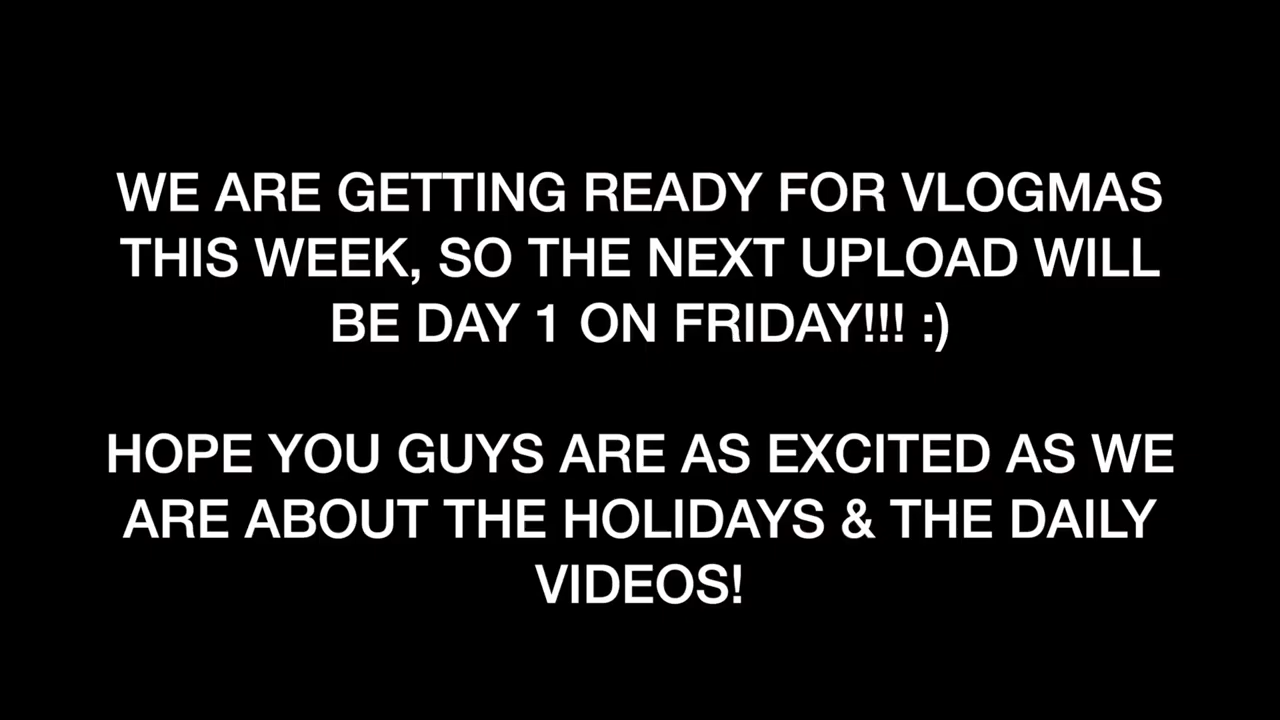 WE ARE GETTING READY FOR VLOGMAS
THIS WEEK, SO THE NEXT UPLOAD WILL
BE DAY 1 ON FRIDAY!!! :)
HOPE YOU GUYS ARE AS EXCITED AS WE
ARE ABOUT THE HOLIDAYS & THE DAILY
VIDEOS!